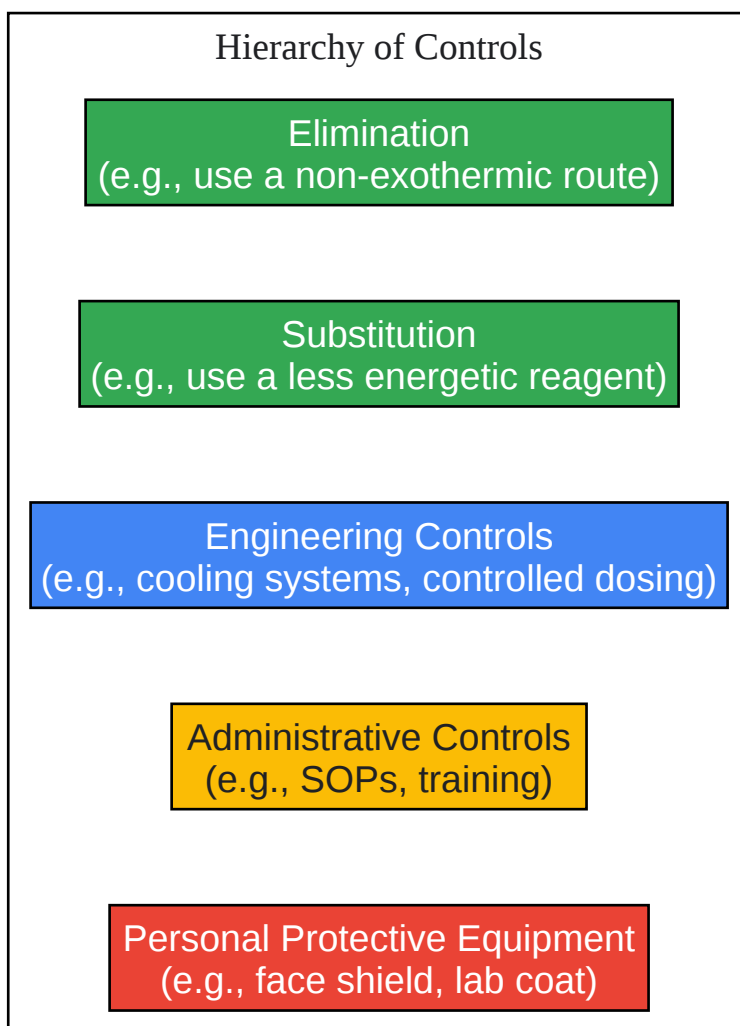 Hierarchy of Controls
Elimination
(e.g., use a non-exothermic route)
Substitution
(e.g., use a less energetic reagent)
Engineering Controls
(e.g., cooling systems, controlled dosing)
Administrative Controls
(e.g., SOPs, training)
Personal Protective Equipment
(e.g., face shield, lab coat)